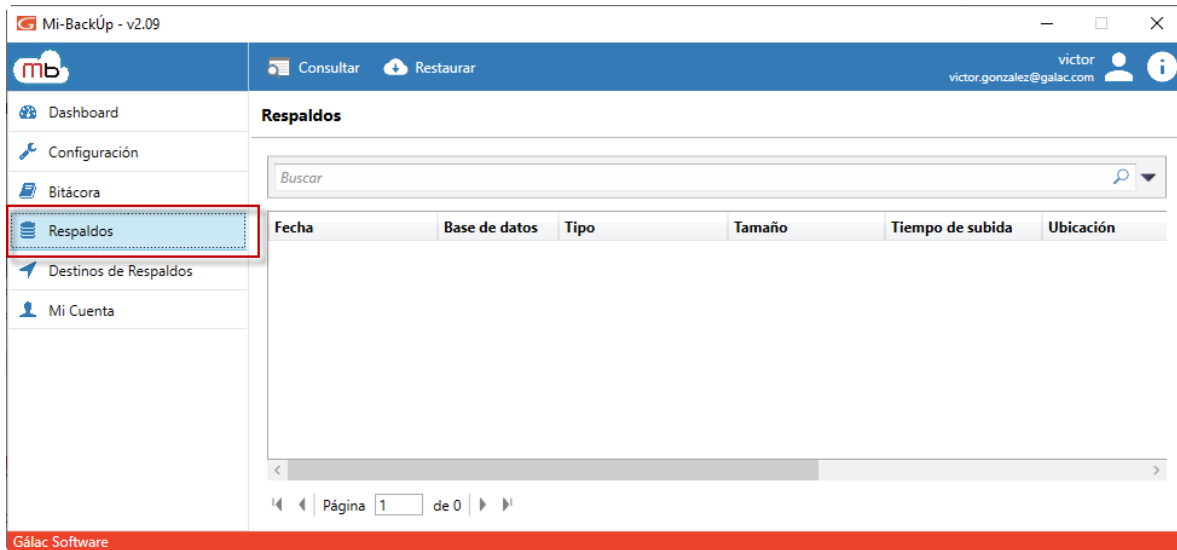 Mi-BackÚp - v2.09
mb
Consultar Restaurar
victor
victor.gonzalez@galac.com
Dashboard
Configuración
Bitácora
Respaldos
Destinos de Respaldos
Mi Cuenta
Respaldos
Buscar
Fecha Base de datos Tipo Tamaño Tiempo de subida Ubicación
Página 1 de 0
Gálac Software